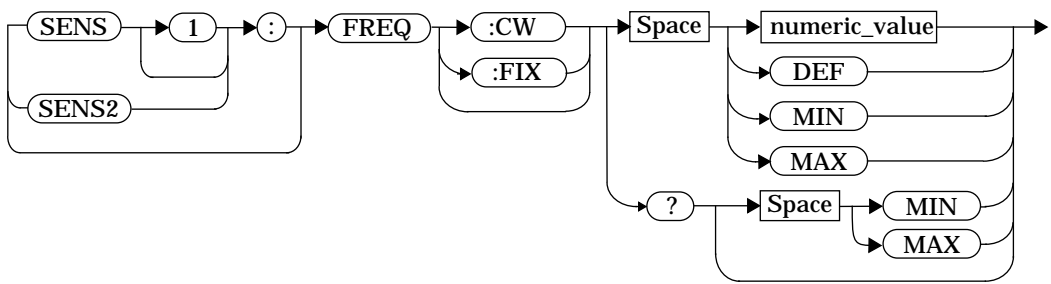 SENS 1 : FREQ :CW Space numeric_value
:FIX DEF
SENS2 MIN
MAX
? Space MIN
MAX